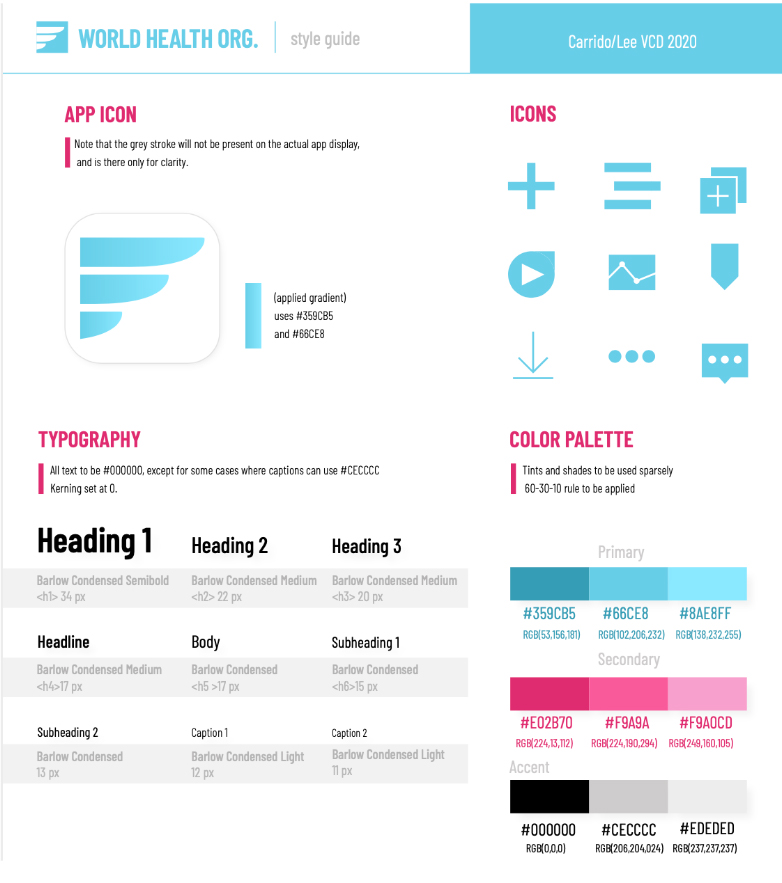 WORLD HEALTH ORG.
style guide
Carrido/Lee VCD 2020
APP ICON
Note that the grey stroke will not be present on the actual app display,
and is there only for clarity.
(applied gradient)
uses #359CB5
and #66CE8
ICONS
TYPOGRAPHY
All text to be #000000, except for some cases where captions can use #CECCCC
Kerning set at 0.
Heading 1
Heading 2
Heading 3
Barlow Condensed Semibold
<h1> 34 px
Barlow Condensed Medium
<h2> 22 px
Barlow Condensed Medium
<h3> 20 px
Headline
Body
Subheading 1
Barlow Condensed Medium
<h4>17 px
Barlow Condensed
<h5 >17 px
Barlow Condensed
<h6>15 px
Subheading 2
Caption 1
Caption 2
Barlow Condensed
13 px
Barlow Condensed Light
12 px
Barlow Condensed Light
11 px
COLOR PALETTE
Tints and shades to be used sparsely
60-30-10 rule to be applied
Primary
#359CB5 #66CE8 #8AE8FF
RGB(53,156,181) RGB(102,206,232) RGB(138,232,255)
Secondary
#E02B70 #F9A9A #F9A0CD
RGB(224,13,112) RGB(224,190,294) RGB(249,160,105)
Accent
#000000 #CECCCC #EDEDED
RGB(0,0,0) RGB(206,204,024) RGB(237,237,237)